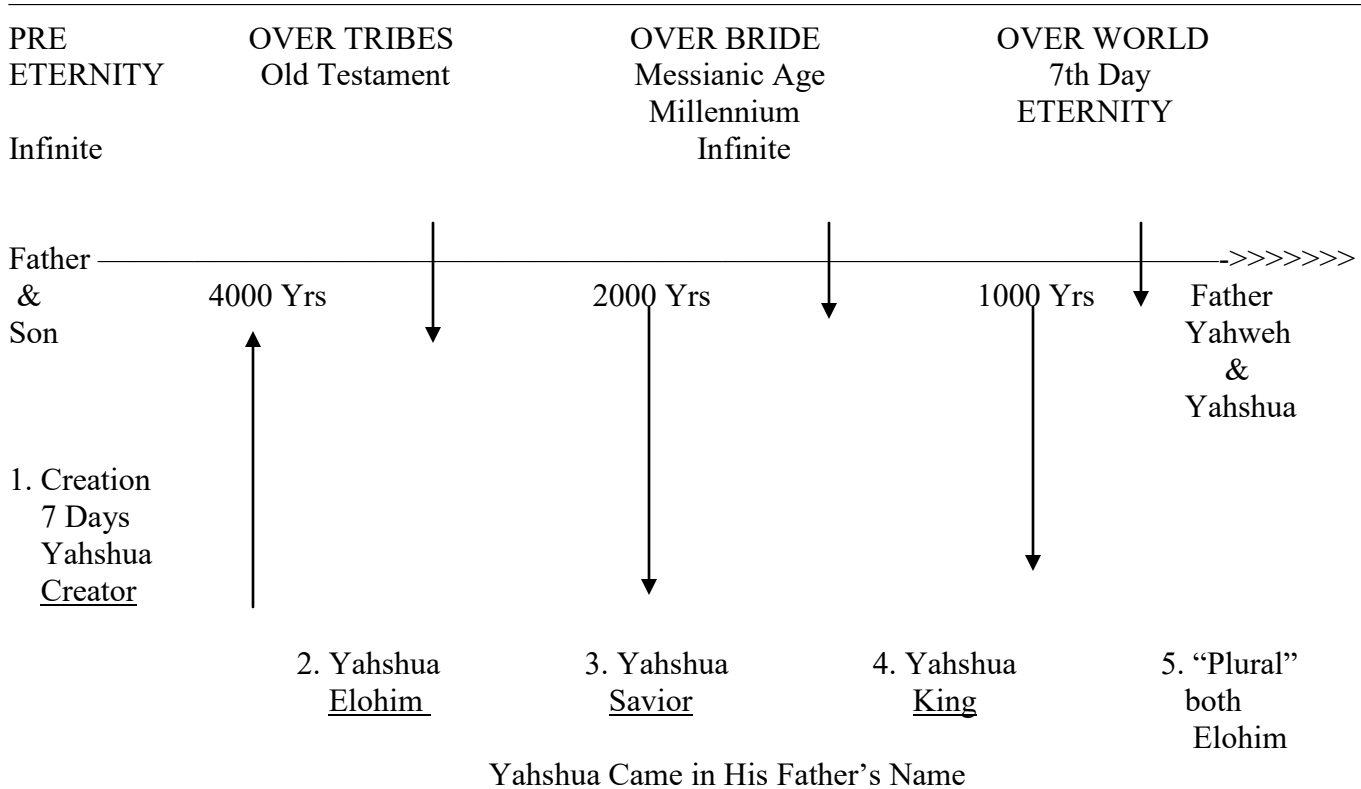 PRE OVER TRIBES OVER BRIDE OVER WORLD
ETERNITY Old Testament Messianic Age 7th Day
Millennium ETERNITY
Infinite Infinite
Father ->>>>>>>
& 4000 Yrs 2000 Yrs 1000 Yrs Father
Son Yahweh
&
Yahshua
1. Creation
7 Days
Yahshua
Creator
2. Yahshua 3. Yahshua 4. Yahshua 5. “Plural”
Elohim Savior King both
Elohim
Yahshua Came in His Father’s Name